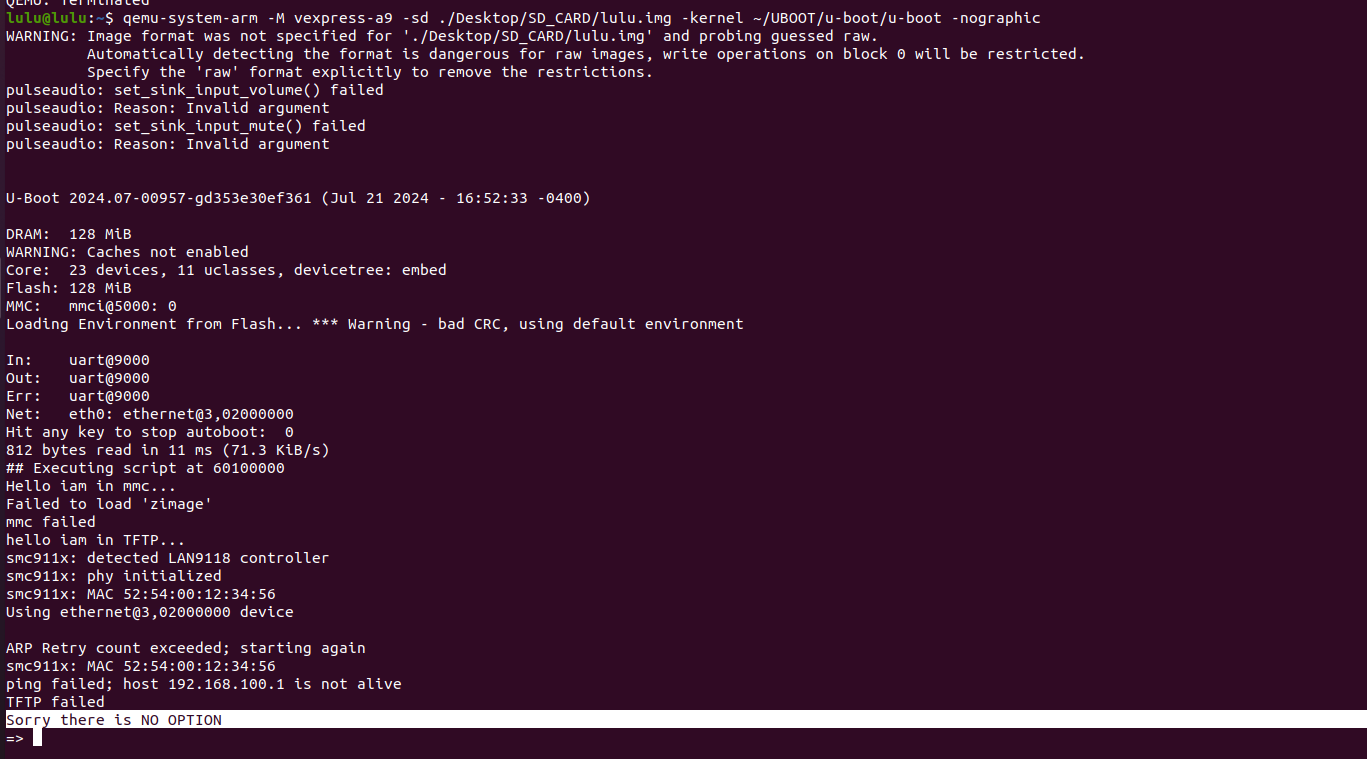 QEMU: Terminated
lulu@lulu:~$ qemu-system-arm -M vexpress-a9 -sd ./Desktop/SD_CARD/lulu.img -kernel ~/UBOOT/u-boot/u-boot -nographic
WARNING: Image format was not specified for './Desktop/SD_CARD/lulu.img' and probing guessed raw.
         Automatically detecting the format is dangerous for raw images, write operations on block 0 will be restricted.
         Specify the 'raw' format explicitly to remove the restrictions.
pulseaudio: set_sink_input_volume() failed
pulseaudio: Reason: Invalid argument
pulseaudio: set_sink_input_mute() failed
pulseaudio: Reason: Invalid argument
U-Boot 2024.07-00957-gd353e30ef361 (Jul 21 2024 - 16:52:33 -0400)
DRAM:  128 MiB
WARNING: Caches not enabled
Core:  23 devices, 11 uclasses, devicetree: embed
Flash: 128 MiB
MMC:   mmci@5000: 0
Loading Environment from Flash... *** Warning - bad CRC, using default environment
In:    uart@9000
Out:   uart@9000
Err:   uart@9000
Net:   eth0: ethernet@3,02000000
Hit any key to stop autoboot:  0
812 bytes read in 11 ms (71.3 KiB/s)
## Executing script at 60100000
Hello iam in mmc...
Failed to load 'zimage'
mmc failed
hello iam in TFTP...
smc911x: detected LAN9118 controller
smc911x: phy initialized
smc911x: MAC 52:54:00:12:34:56
Using ethernet@3,02000000 device
ARP Retry count exceeded; starting again
smc911x: MAC 52:54:00:12:34:56
ping failed; host 192.168.100.1 is not alive
TFTP failed
Sorry there is NO OPTION
=>